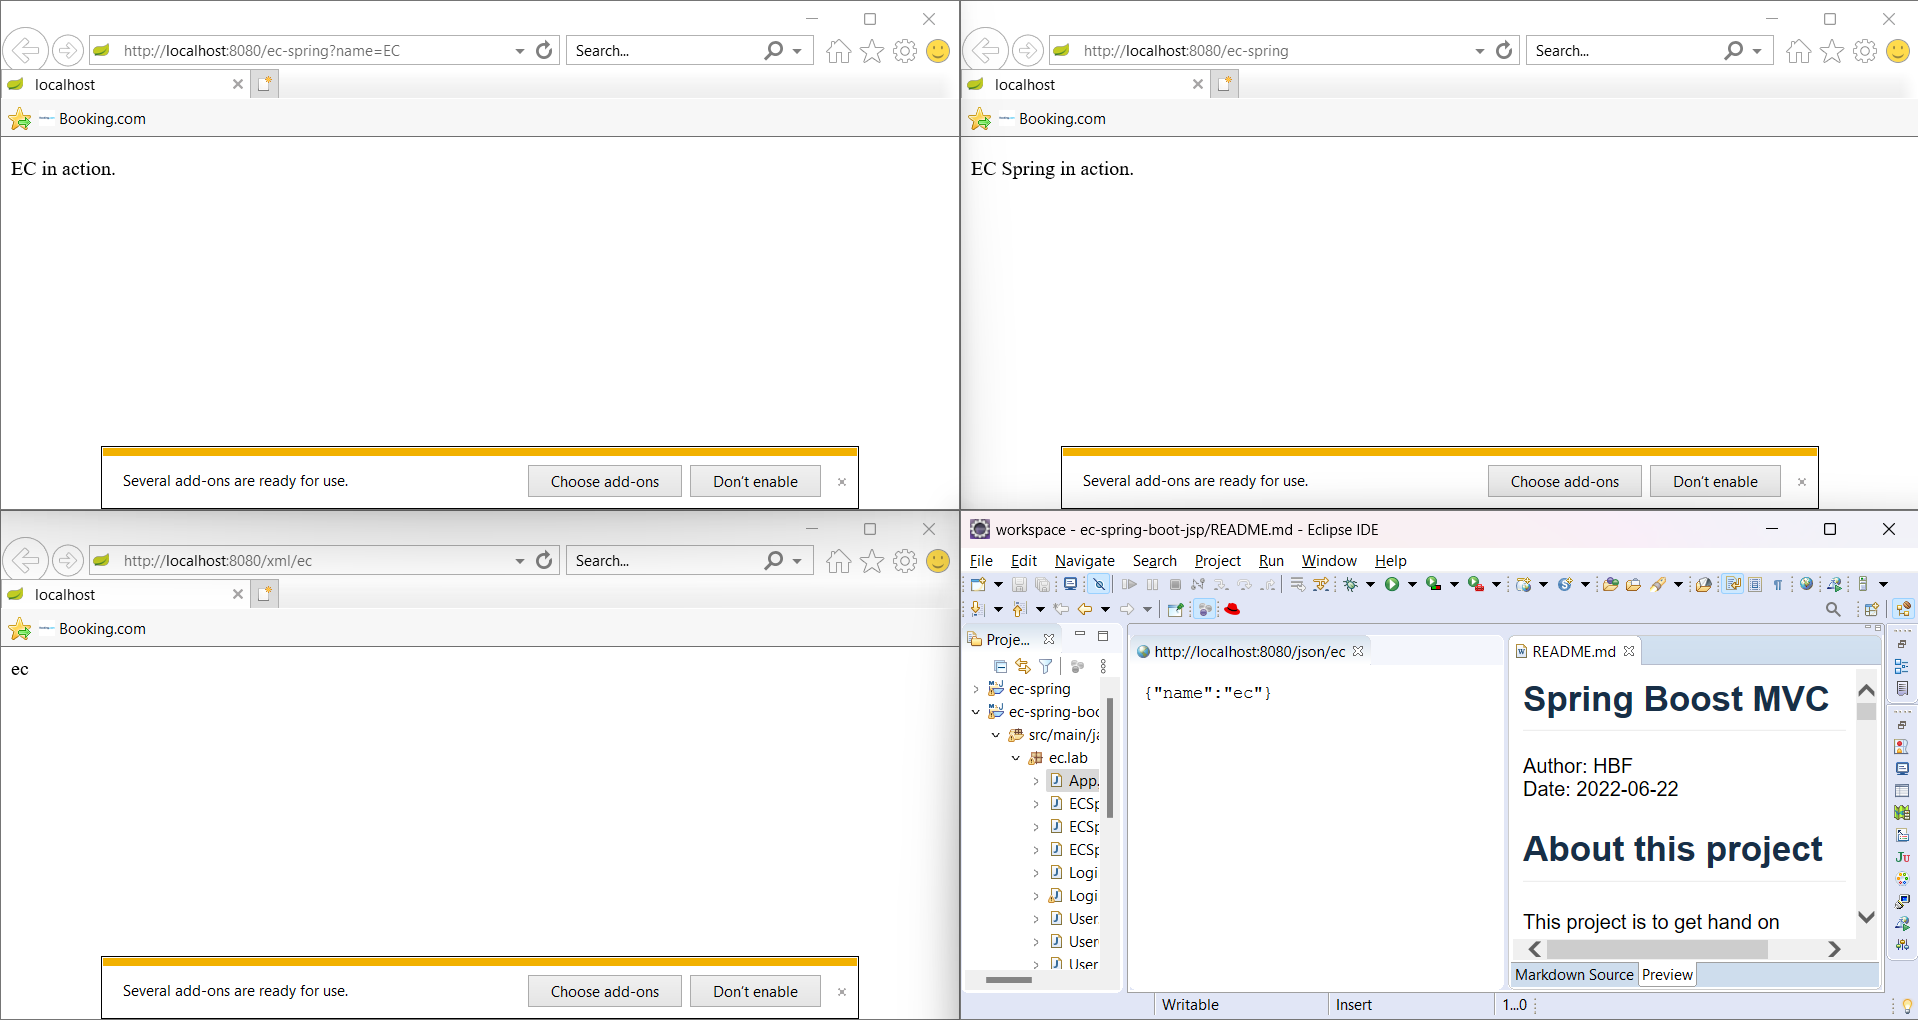 http://localhost:8080/ec-spring?name=EC
Search...
localhost
Booking.com
EC in action.
Several add-ons are ready for use.
Choose add-ons
Don't enable
http://localhost:8080/ec-spring
Search...
localhost
Booking.com
EC Spring in action.
Several add-ons are ready for use.
Choose add-ons
Don't enable
http://localhost:8080/xml/ec
Search...
localhost
Booking.com
ec
Several add-ons are ready for use.
Choose add-ons
Don't enable
workspace - ec-spring-boot-jsp/README.md - Eclipse IDE
File Edit Navigate Search Project Run Window Help
Proje...
ec-spring
ec-spring-boo
src/main/ja
ec.lab
App.
ECSp
ECSp
ECSp
Logi
Logi
User
User
User
http://localhost:8080/json/ec
{"name":"ec"}
README.md
Spring Boost MVC
Author: HBF
Date: 2022-06-22
About this project
This project is to get hand on
Markdown Source
Preview
Writable
Insert
1...0